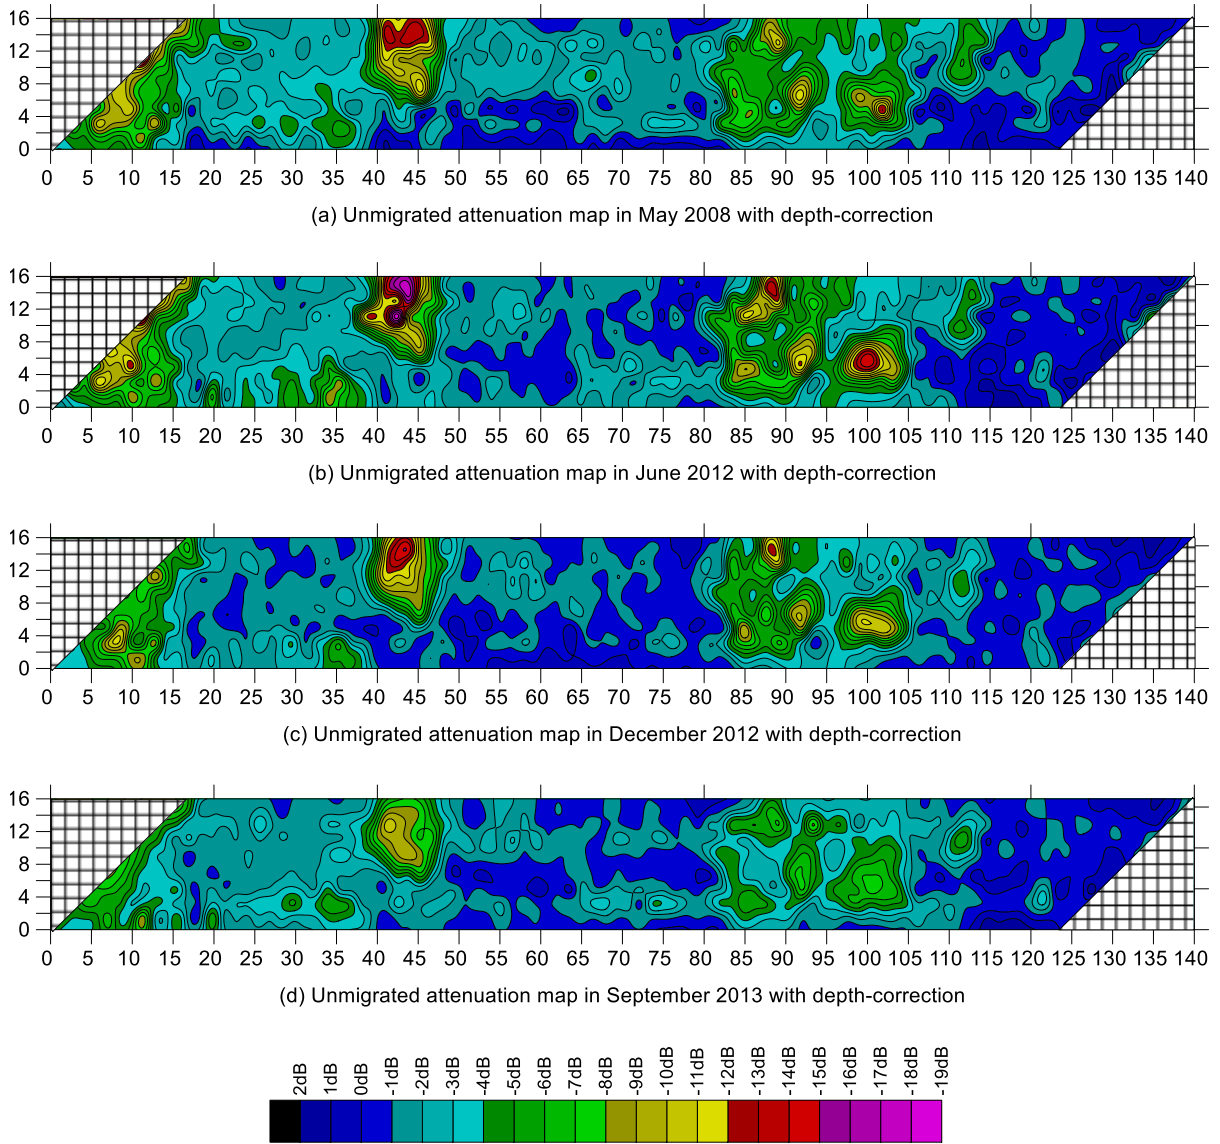 16
12
8
4
0
0 5 10 15 20 25 30 35 40 45 50 55 60 65 70 75 80 85 90 95 100 105 110 115 120 125 130 135 140
(a) Unmigrated attenuation map in May 2008 with depth-correction
16
12
8
4
0
0 5 10 15 20 25 30 35 40 45 50 55 60 65 70 75 80 85 90 95 100 105 110 115 120 125 130 135 140
(b) Unmigrated attenuation map in June 2012 with depth-correction
16
12
8
4
0
0 5 10 15 20 25 30 35 40 45 50 55 60 65 70 75 80 85 90 95 100 105 110 115 120 125 130 135 140
(c) Unmigrated attenuation map in December 2012 with depth-correction
16
12
8
4
0
0 5 10 15 20 25 30 35 40 45 50 55 60 65 70 75 80 85 90 95 100 105 110 115 120 125 130 135 140
(d) Unmigrated attenuation map in September 2013 with depth-correction
2dB 1dB 0dB -1dB -2dB -3dB -4dB -5dB -6dB -7dB -8dB -9dB -10dB -11dB -12dB -13dB -14dB -15dB -16dB -17dB -18dB -19dB